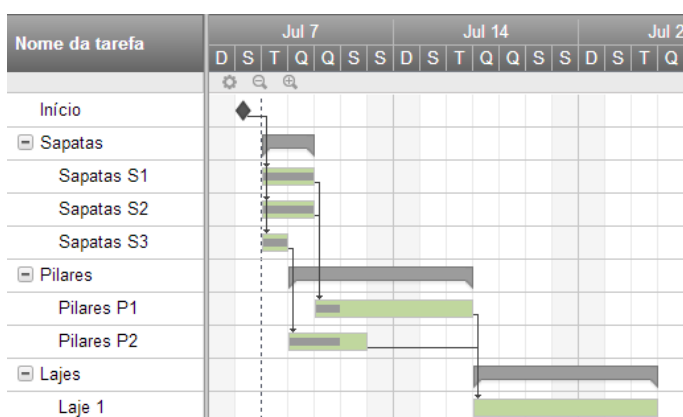 Nome da tarefa
Jul 7 Jul 14 Jul 2
D S T Q Q S S D S T Q Q S S D S T Q
Início
Sapatas
Sapatas S1
Sapatas S2
Sapatas S3
Pilares
Pilares P1
Pilares P2
Lajes
Laje 1